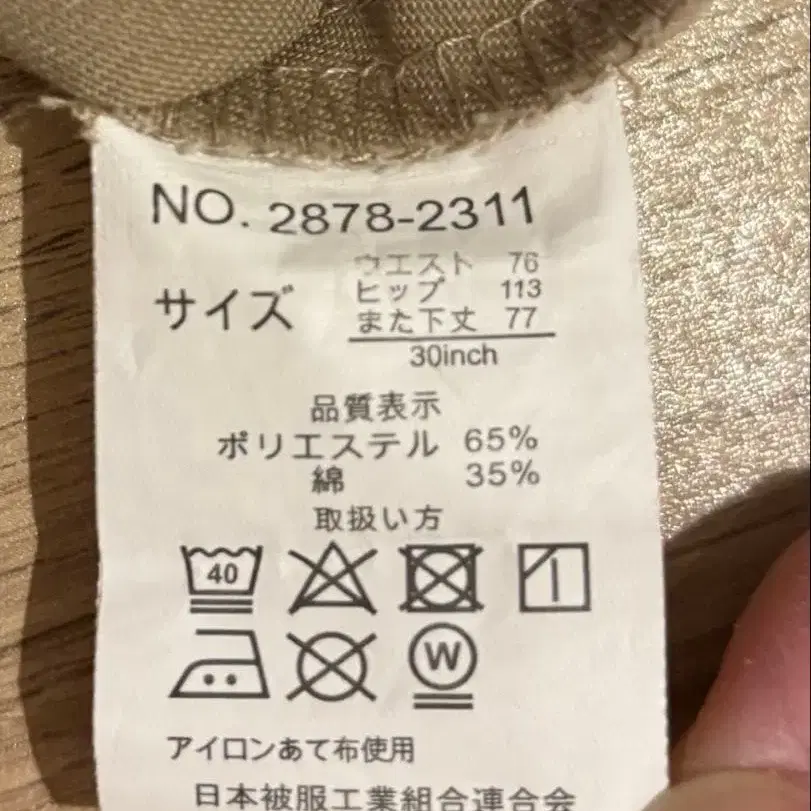 NO. 2878-2311
ウエスト 76
サイズ ヒップ 113
また下丈 77
30inch
品質表示
ポリエステル 65%
綿 35%
取扱い方
40
W
アイロンあて布使用
日本被服工業組合連合会